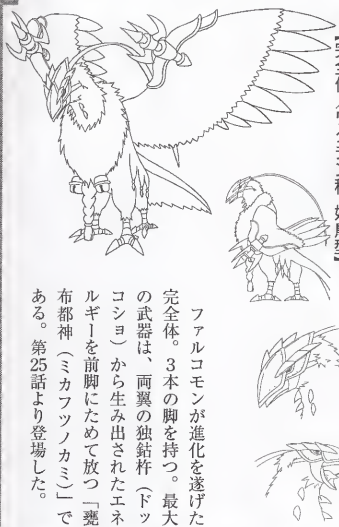 ファルコモンが進化を遂げた
完全体。3本の脚を持つ。最大
の武器は、両翼の独鈷杵（ドッ
コショ）から生み出されたエネ
ルギーを前脚にためて放つ「甕
布都神（ミカフツノカミ）」で
ある。第25話より登場した。